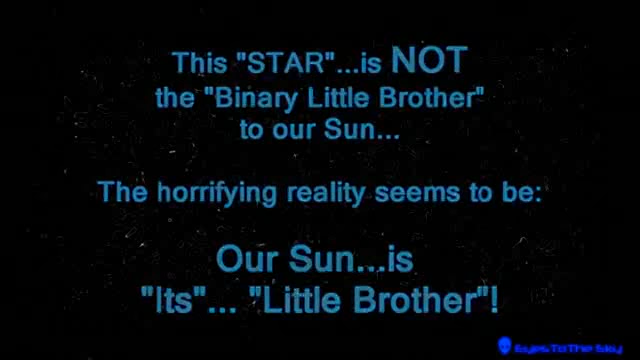 This "STAR"...is NOT
the "Binary Little Brother"
to our Sun...
The horrifying reality seems to be:
Our Sun...is
"Its"... "Little Brother"!
EyesToTheSky